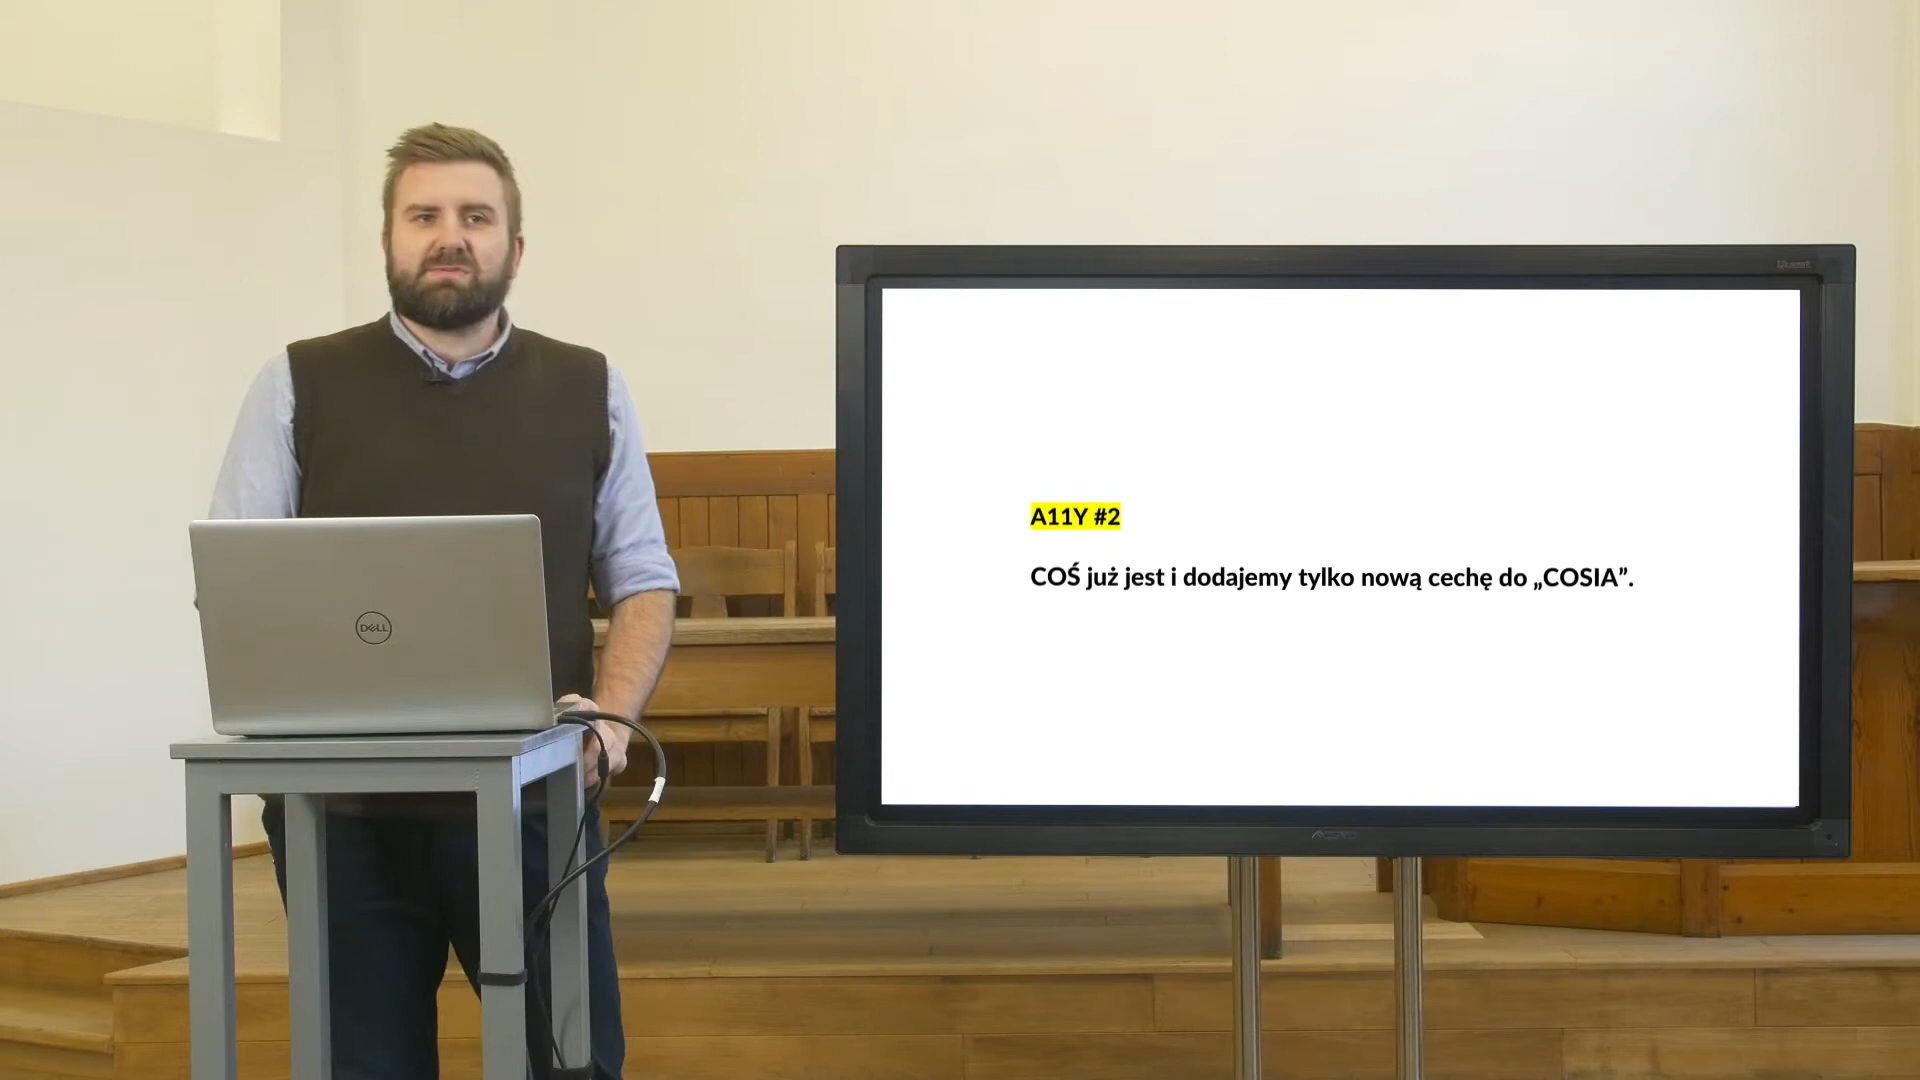 A11Y #2
COŚ już jest i dodajemy tylko nową cechę do „COSIA”.
DELL